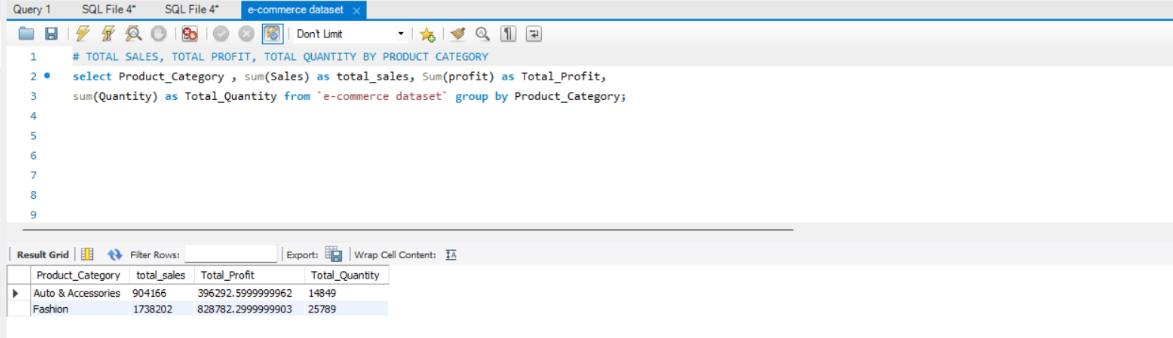 Query 1 SQL File 4* SQL File 4* e-commerce dataset
Don't Limit
1 # TOTAL SALES, TOTAL PROFIT, TOTAL QUANTITY BY PRODUCT CATEGORY
2 select Product_Category , sum(Sales) as total_sales, Sum(profit) as Total_Profit,
3 sum(Quantity) as Total_Quantity from `e-commerce dataset` group by Product_Category;
4
5
6
7
8
9
Result Grid Filter Rows: Export: Wrap Cell Content:
Product_Category total_sales Total_Profit Total_Quantity
Auto & Accessories 904166 396292.5999999962 14849
Fashion 1738202 828782.2999999903 25789